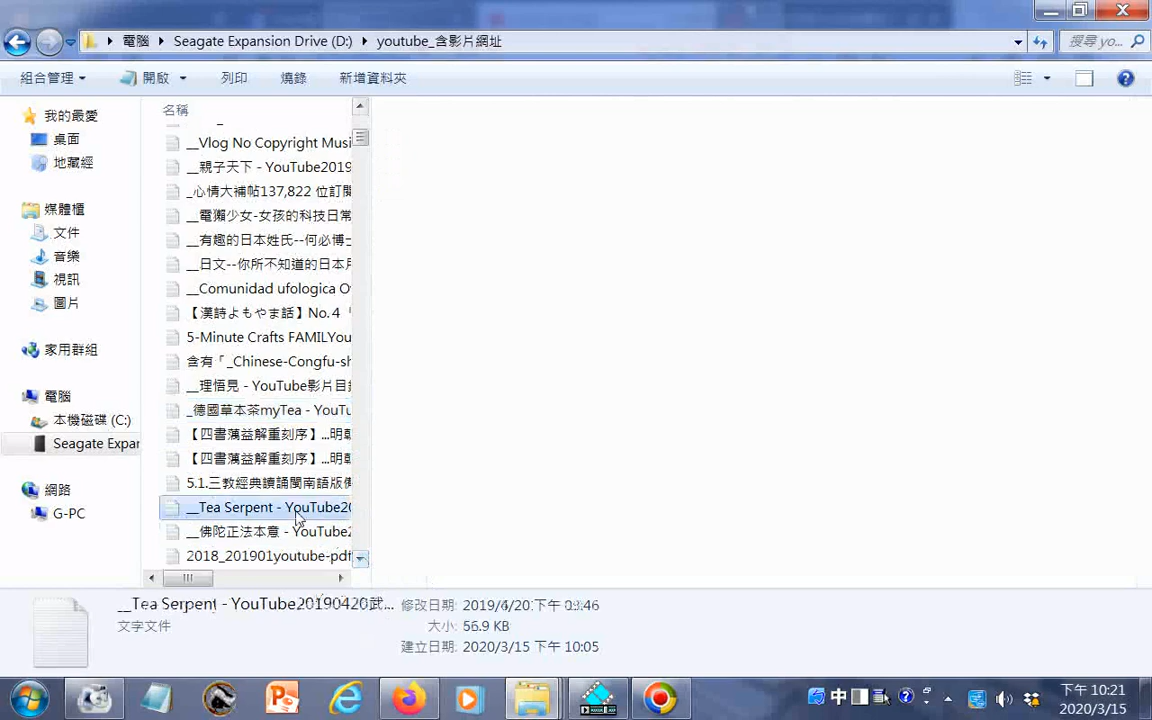 電腦 Seagate Expansion Drive (D:) youtube_含影片網址
搜尋 yo...
組合管理 開啟 列印 燒錄 新增資料夾
名稱
我的最愛
桌面
地藏經
媒體櫃
文件
音樂
視訊
圖片
家用群組
電腦
本機磁碟 (C:)
Seagate Expan
網路
G-PC
__Vlog No Copyright Musi
__親子天下 - YouTube2019
_心情大補帖137,822 位訂閱
__電獺少女-女孩的科技日常
__有趣的日本姓氏--何必博士
__日文--你所不知道的日本
__Comunidad ufologica O
【漢詩よもやま話】No.４「
5-Minute Crafts FAMILYou
含有「_Chinese-Congfu-sh
__理悟見 - YouTube影片目錄
_德國草本茶myTea - YouTu
【四書蕅益解重刻序】...明
【四書蕅益解重刻序】...明
5.1.三教經典讀誦閩南語版
__Tea Serpent - YouTube20
__佛陀正法本意 - YouTube2
2018_201901youtube-pdf
__Tea Serpent - YouTube20190420武...
文字文件
修改日期: 2019/4/20 下午 09:46
大小: 56.9 KB
建立日期: 2020/3/15 下午 10:05
中
下午 10:21
2020/3/15